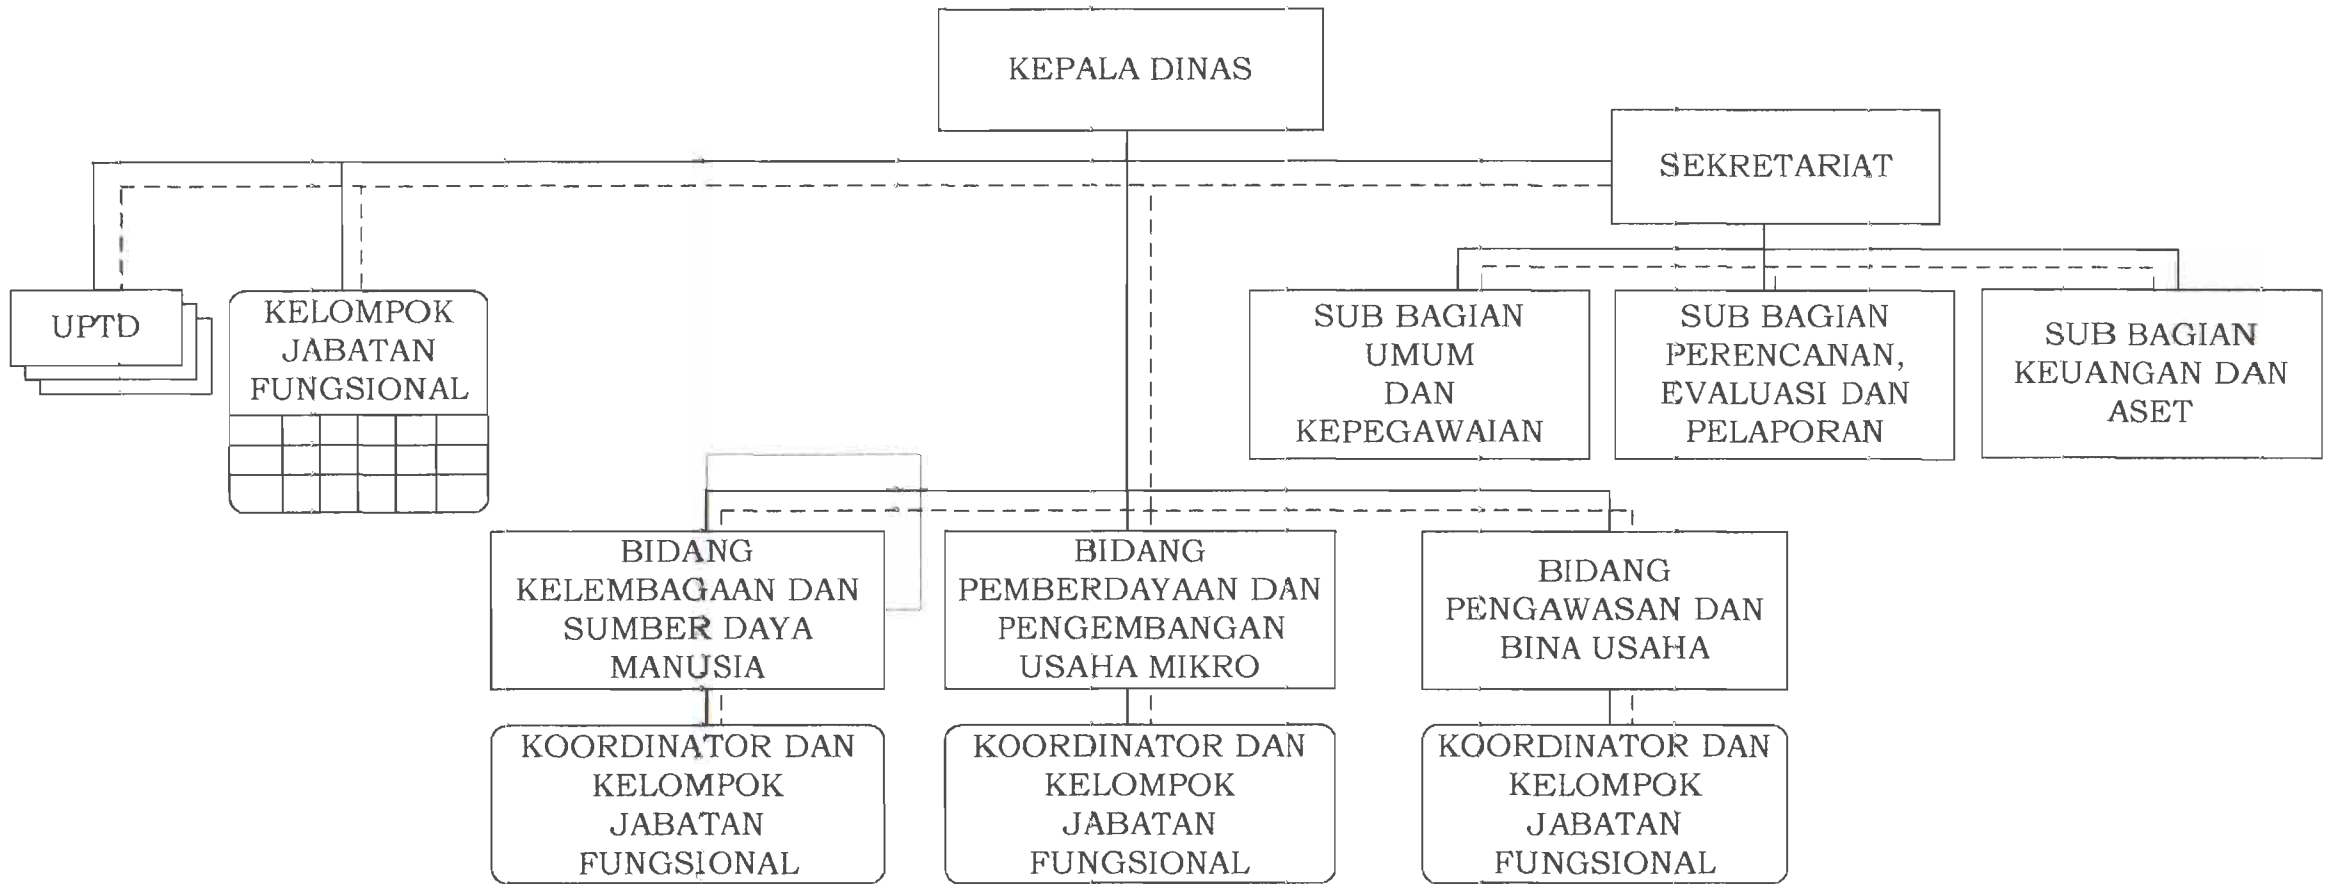 KEPALA DINAS
SEKRETARIAT
UPTD
KELOMPOK
JABATAN
FUNGSIONAL
SUB BAGIAN
UMUM
DAN
KEPEGAWAIAN
SUB BAGIAN
PERENCANAN,
EVALUASI DAN
PELAPORAN
SUB BAGIAN
KEUANGAN DAN
ASET
BIDANG
KELEMBAGAAN DAN
SUMBER DAYA
MANUSIA
BIDANG
PEMBERDAYAAN DAN
PENGEMBANGAN
USAHA MIKRO
BIDANG
PENGAWASAN DAN
BINA USAHA
KOORDINATOR DAN
KELOMPOK
JABATAN
FUNGSIONAL
KOORDINATOR DAN
KELOMPOK
JABATAN
FUNGSIONAL
KOORDINATOR DAN
KELOMPOK
JABATAN
FUNGSIONAL